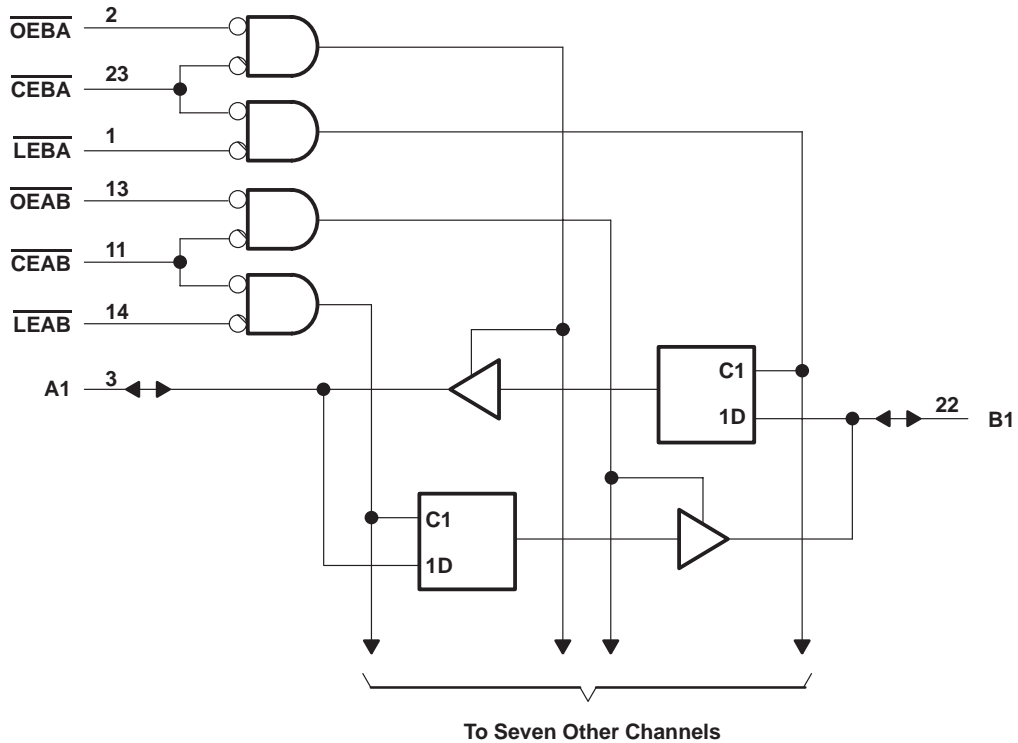 OEBA 2
CEBA 23
LEBA 1
OEAB 13
CEAB 11
LEAB 14
A1 3
C1
1D
22 B1
C1
1D
To Seven Other Channels